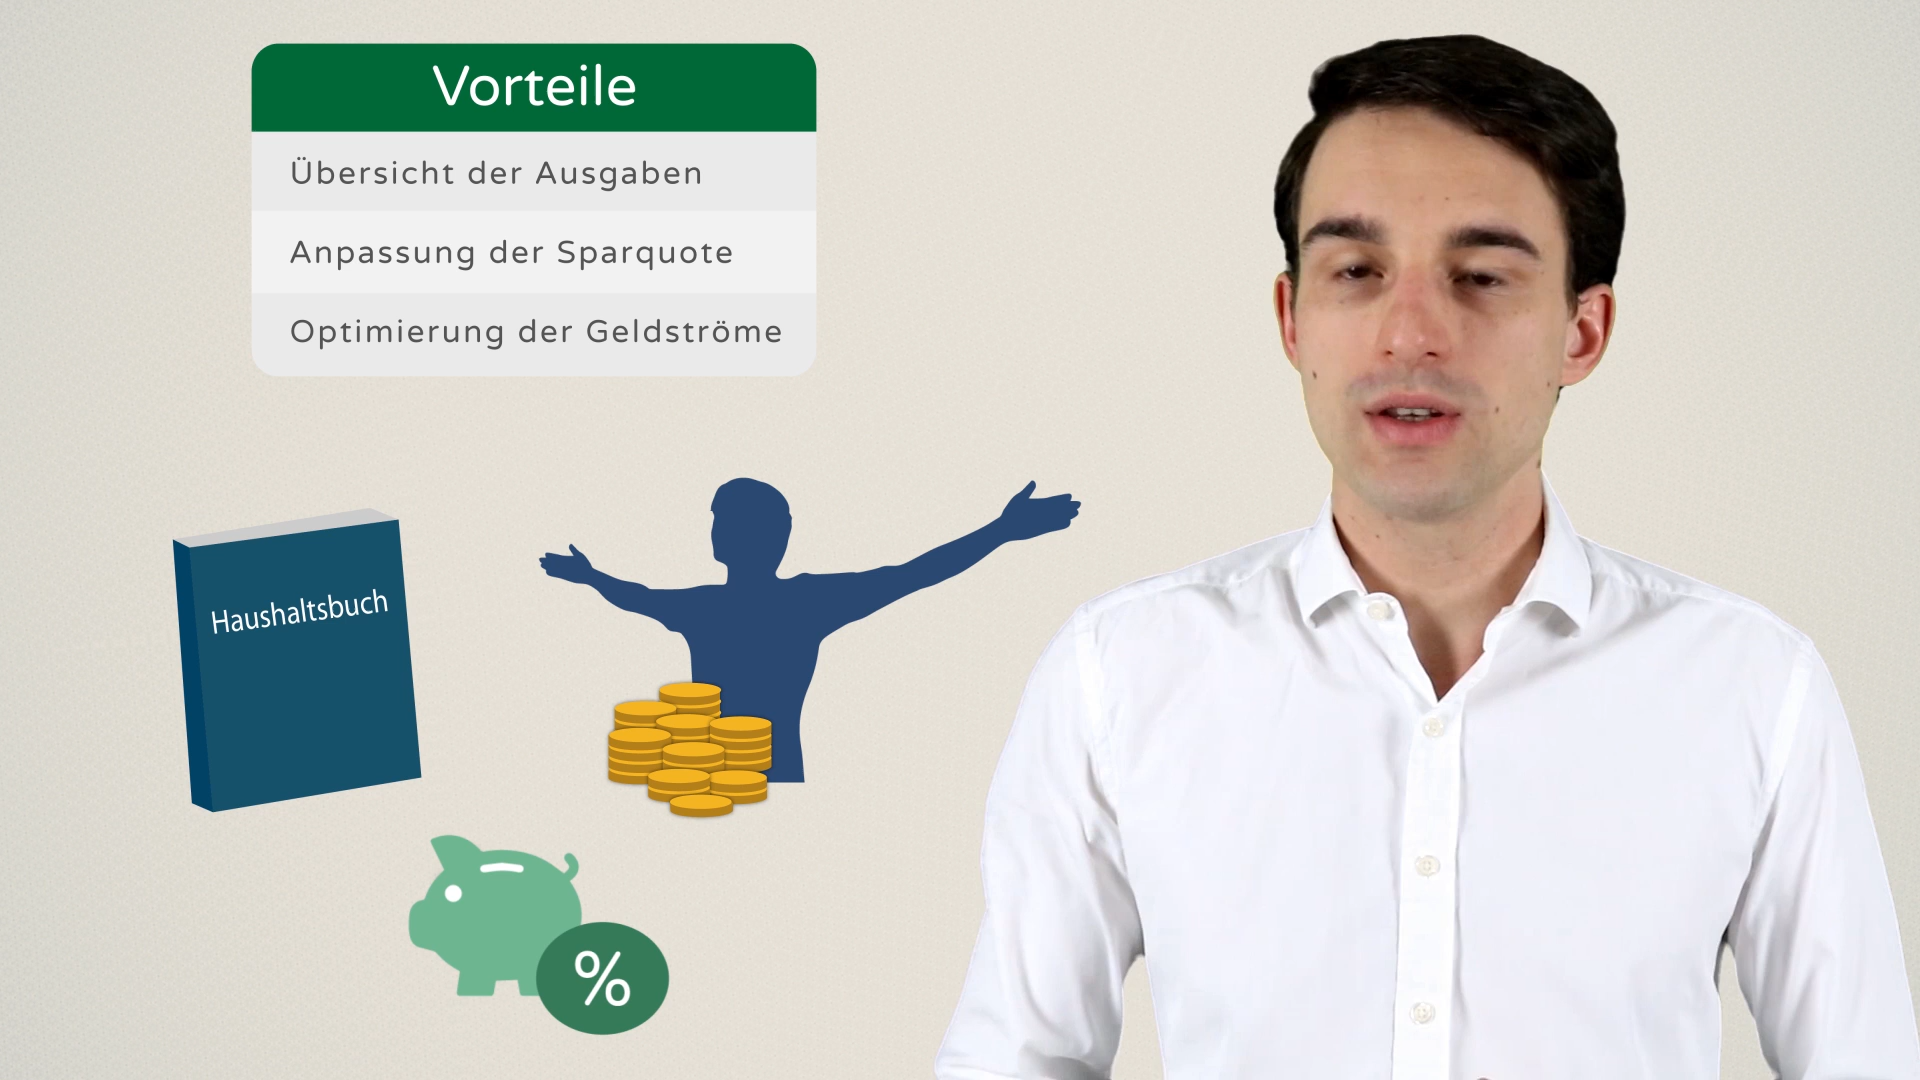 Vorteile
Übersicht der Ausgaben
Anpassung der Sparquote
Optimierung der Geldströme
Haushaltsbuch
%